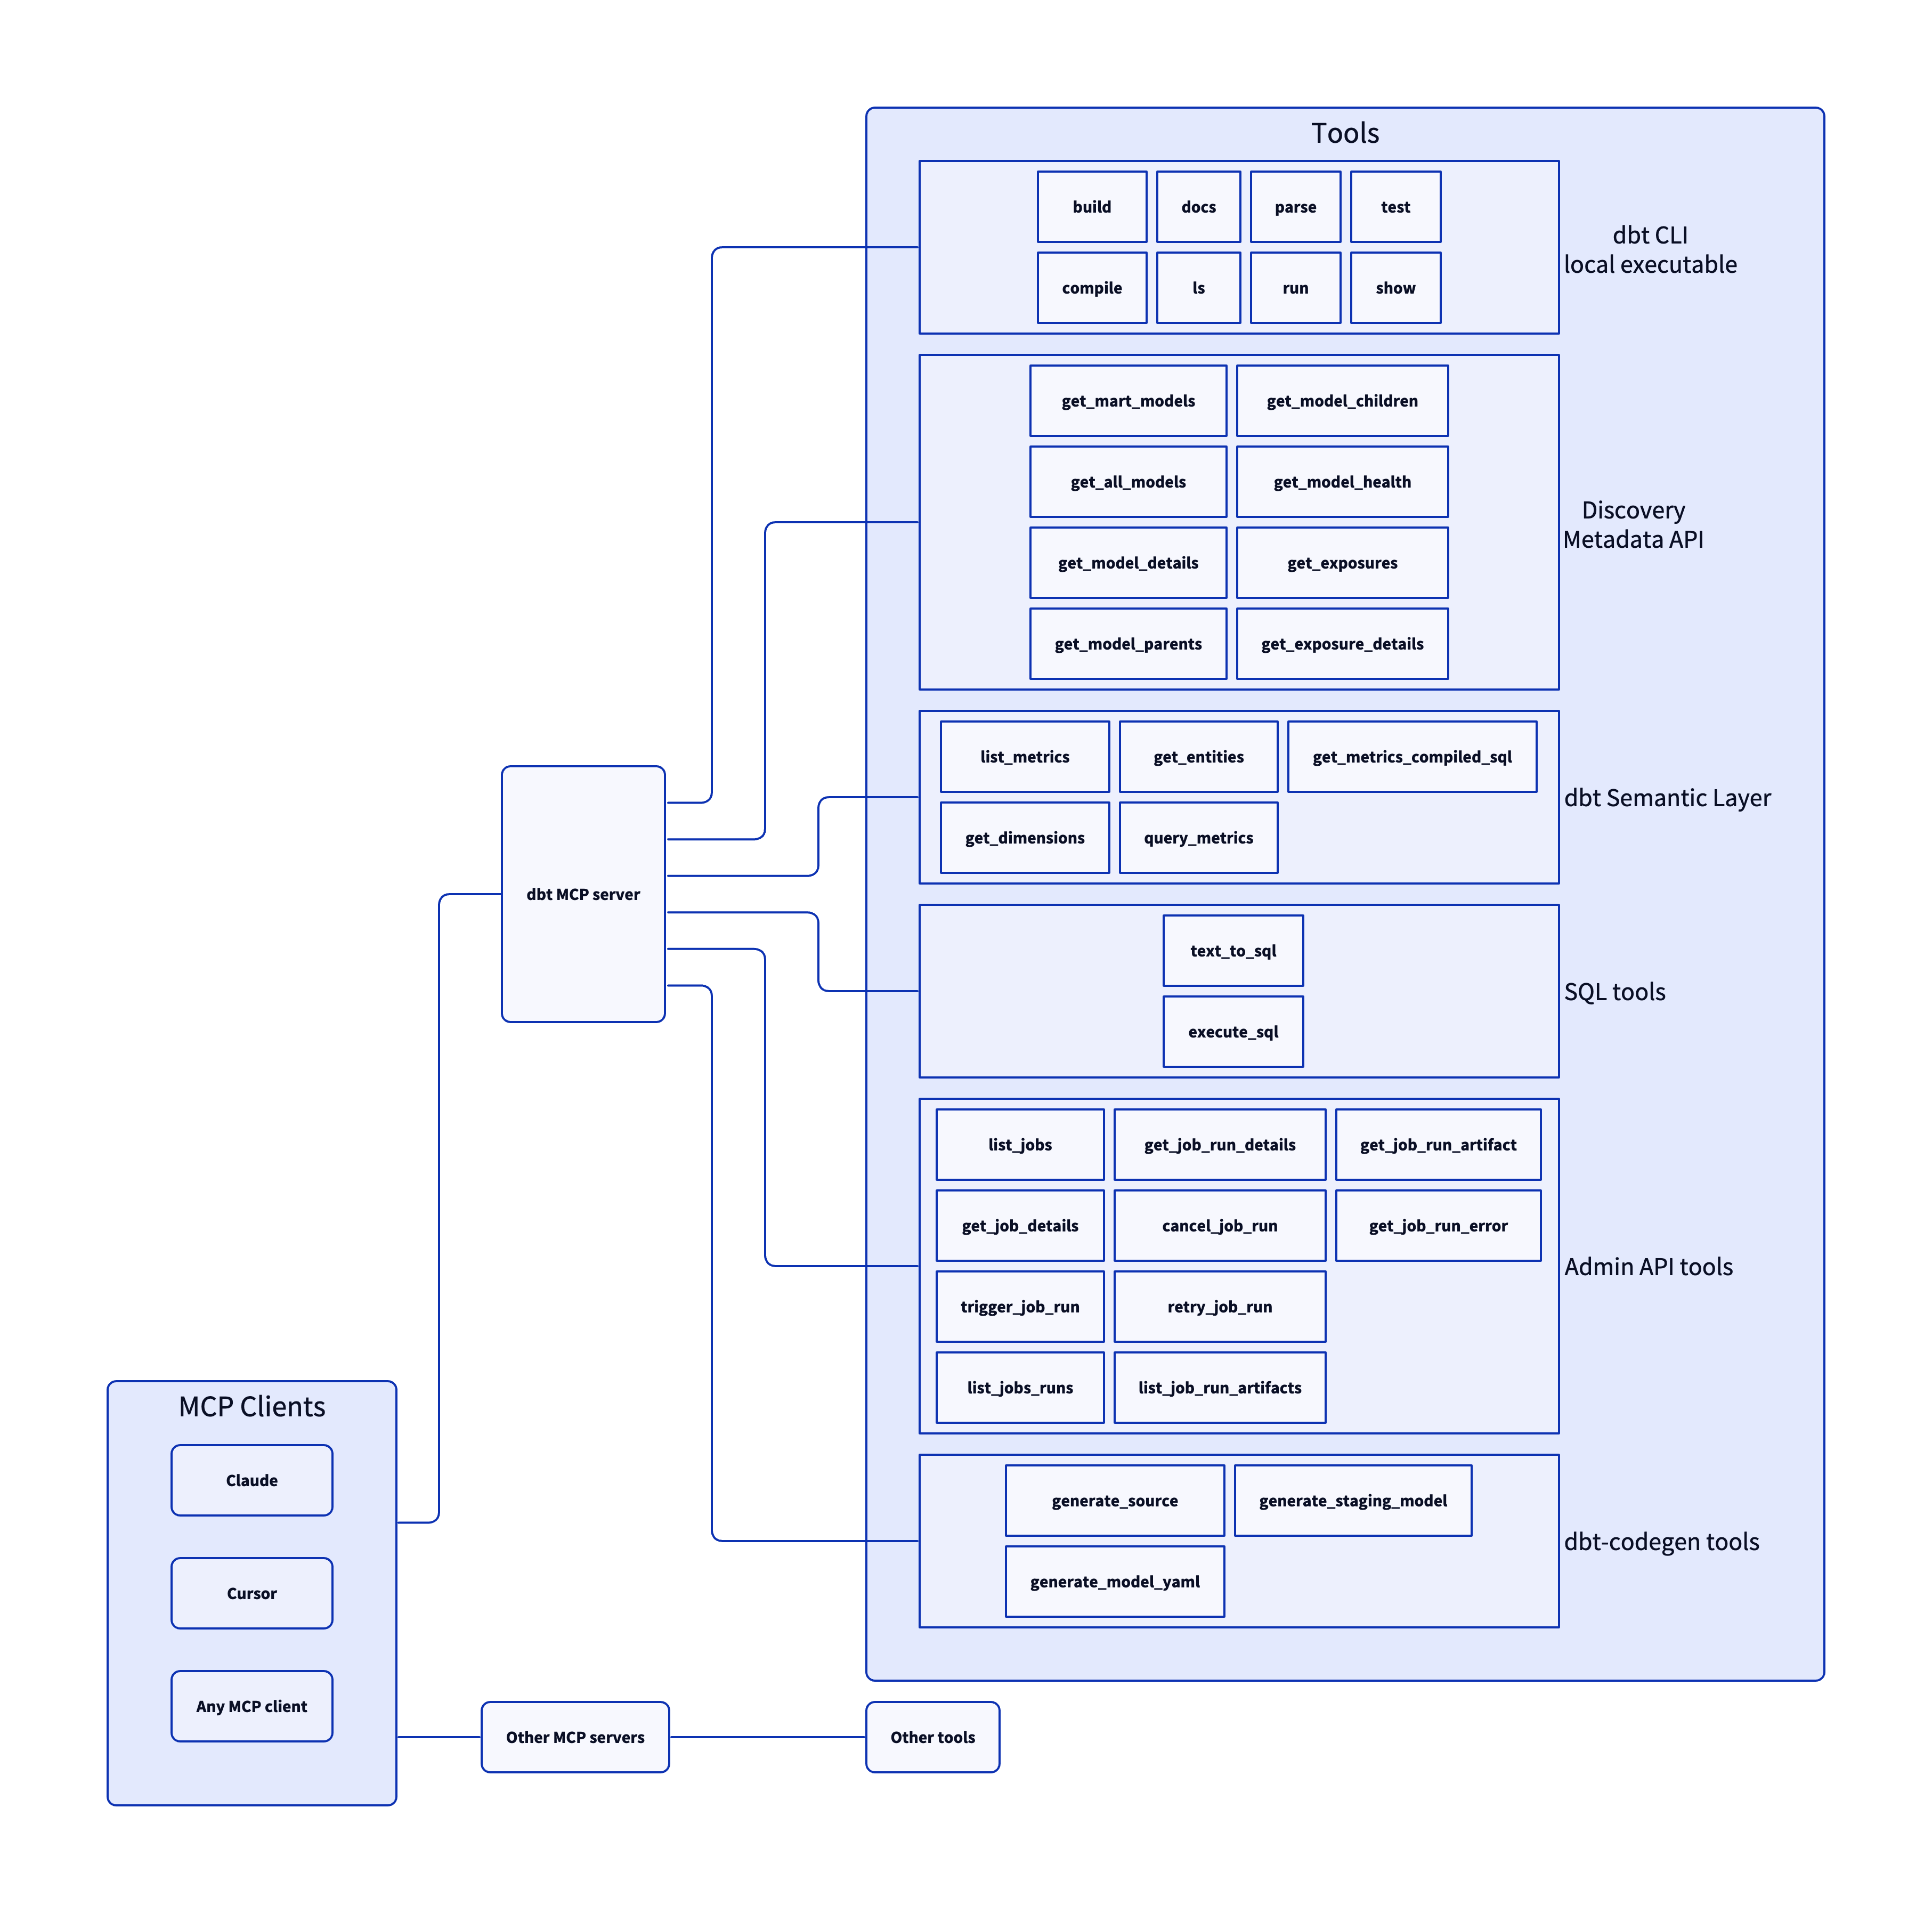 Tools
build
docs
parse
test
compile
ls
run
show
dbt CLI
local executable
get_mart_models
get_model_children
get_all_models
get_model_health
get_model_details
get_exposures
get_model_parents
get_exposure_details
Discovery
Metadata API
list_metrics
get_entities
get_metrics_compiled_sql
get_dimensions
query_metrics
dbt Semantic Layer
dbt MCP server
text_to_sql
execute_sql
SQL tools
list_jobs
get_job_run_details
get_job_run_artifact
get_job_details
cancel_job_run
get_job_run_error
trigger_job_run
retry_job_run
list_jobs_runs
list_job_run_artifacts
Admin API tools
generate_source
generate_staging_model
generate_model_yaml
dbt-codegen tools
MCP Clients
Claude
Cursor
Any MCP client
Other MCP servers
Other tools